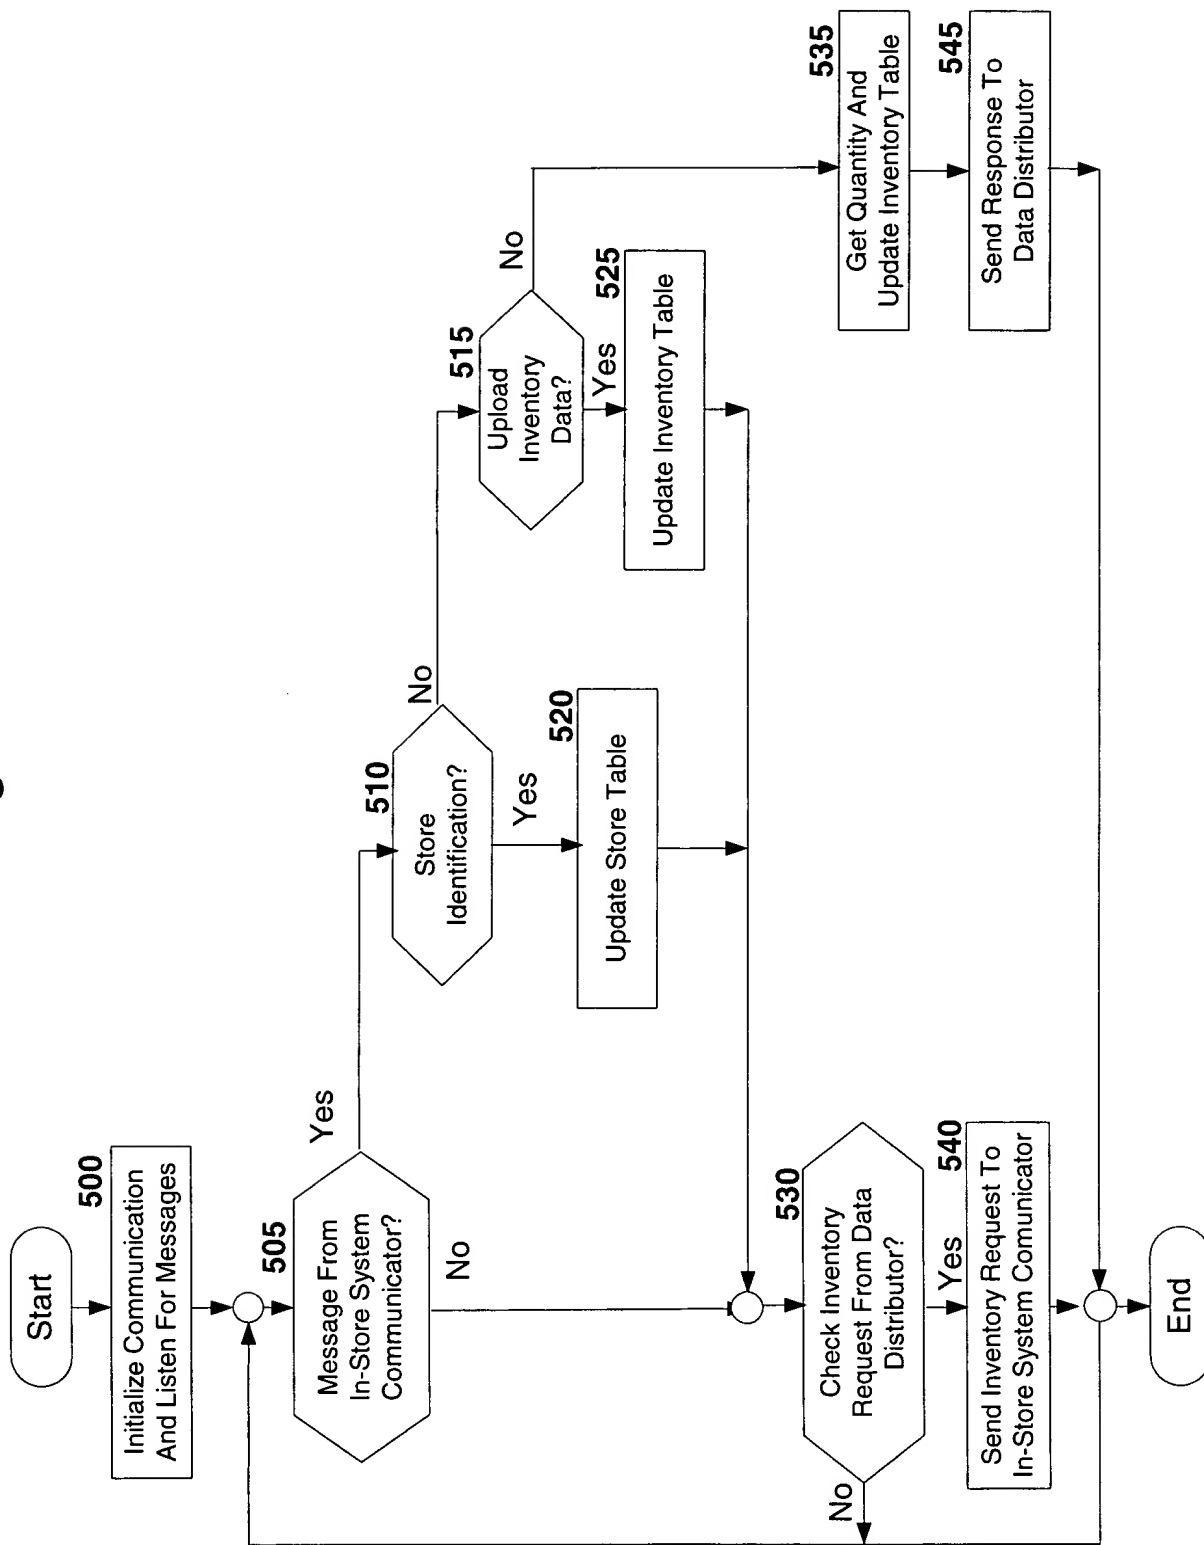 Start
500
Initialize Communication
And Listen For Messages
505
Message From
In-Store System
Communicator?
Yes
No
510
Store
Identification?
No
Yes
515
Upload
Inventory
Data?
No
Yes
520
Update Store Table
525
Update Inventory Table
530
Check Inventory
Request From Data
Distributor?
No
Yes
535
Get Quantity And
Update Inventory Table
540
Send Inventory Request To
In-Store System Comunicator
545
Send Response To
Data Distributor
End